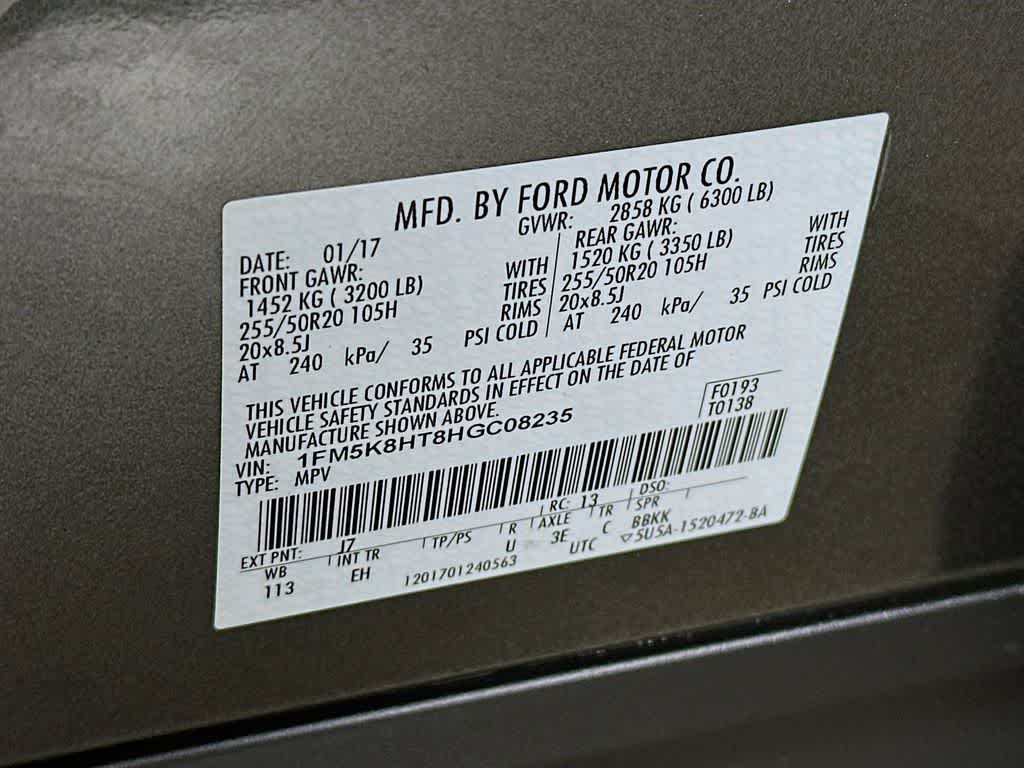 MFD. BY FORD MOTOR CO.
DATE: 01/17 GVWR: 2858 KG ( 6300 LB)
FRONT GAWR: REAR GAWR:
1452 KG ( 3200 LB) WITH 1520 KG ( 3350 LB) WITH
255/50R20 105H TIRES 255/50R20 105H TIRES
20x8.5J RIMS 20x8.5J RIMS
AT 240 kPa/ 35 PSI COLD AT 240 kPa/ 35 PSI COLD
THIS VEHICLE CONFORMS TO ALL APPLICABLE FEDERAL MOTOR
VEHICLE SAFETY STANDARDS IN EFFECT ON THE DATE OF
MANUFACTURE SHOWN ABOVE.
F0193
VIN: 1FM5K8HT8HGC08235 T0138
TYPE: MPV
EXT PNT: J7 RC: 13 DSO:
WB INT TR TP/PS R AXLE TR SPR
113 EH U 3E C BBKK
1201701240563 UTC ▽5U5A-1520472-BA